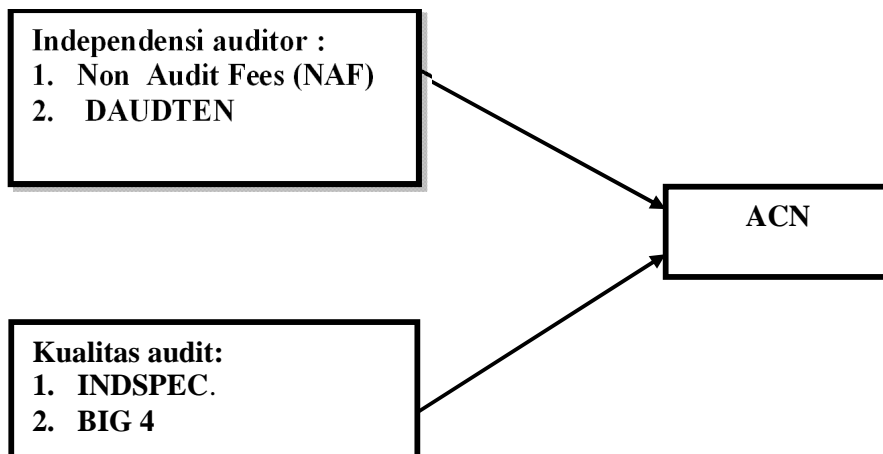 Independensi auditor :
1. Non Audit Fees (NAF)
2. DAUDTEN
ACN
Kualitas audit:
1. INDSPEC.
2. BIG 4